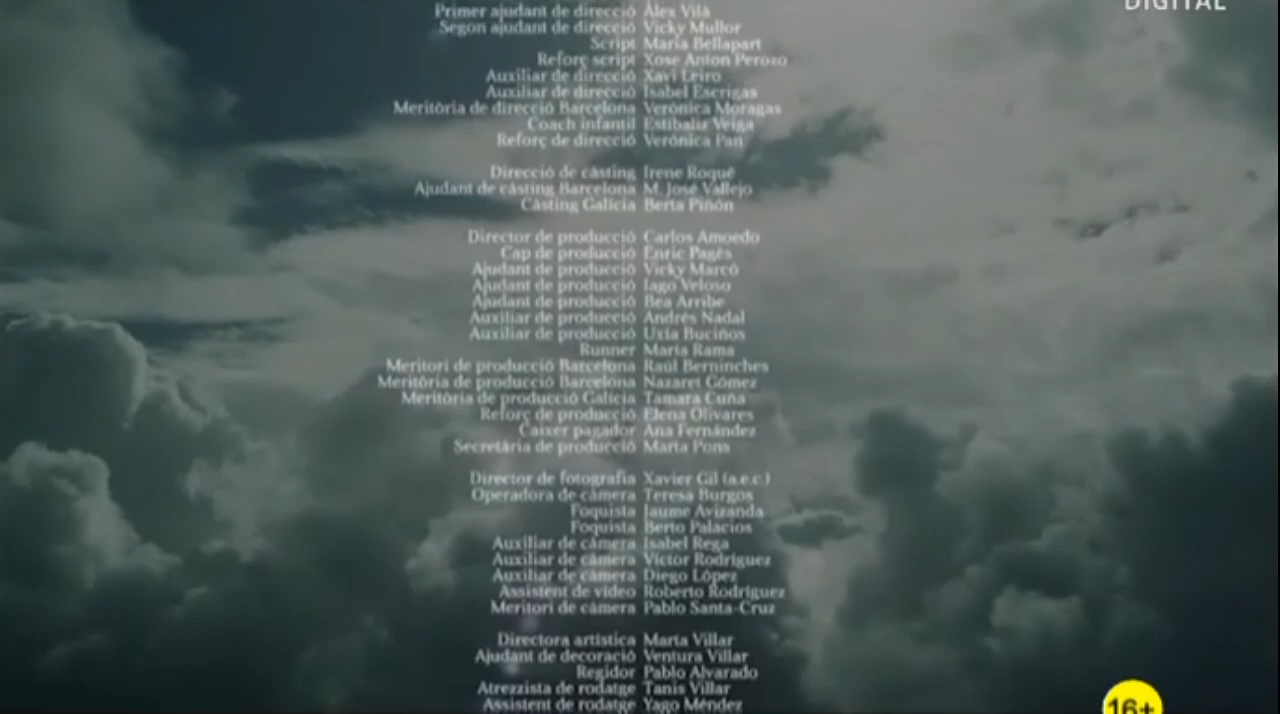 DIGITAL
Primer ajudant de direcció Àlex Vilà
Segon ajudant de direcció Vicky Mullor
Script Maria Bellapart
Reforç script Xose Anton Perozo
Auxiliar de direcció Xavi Leiro
Auxiliar de direcció Isabel Escrigas
Meritòria de direcció Barcelona Verònica Moragas
Coach infantil Estíbaliz Veiga
Reforç de direcció Verónica Pan
Direcció de càsting Irene Roqué
Ajudant de càsting Barcelona M. José Vallejo
Càsting Galícia Berta Piñón
Director de producció Carlos Amoedo
Cap de producció Enric Pagès
Ajudant de producció Vicky Marcó
Ajudant de producció Iago Veloso
Ajudant de producció Bea Arribe
Auxiliar de producció Andrés Nadal
Auxiliar de producció Uxía Buciños
Runner María Rama
Meritori de producció Barcelona Raúl Berninches
Meritòria de producció Barcelona Nazaret Gómez
Meritòria de producció Galícia Tamara Cuña
Reforç de producció Elena Olivares
Caixer pagador Ana Fernández
Secretària de producció Marta Pons
Director de fotografia Xavier Gil (a.e.c.)
Operadora de càmera Teresa Burgos
Foquista Jaume Avizanda
Foquista Berto Palacios
Auxiliar de càmera Isabel Rega
Auxiliar de càmera Víctor Rodríguez
Auxiliar de càmera Diego López
Assistent de vídeo Roberto Rodríguez
Meritori de càmera Pablo Santa-Cruz
Directora artística Marta Villar
Ajudant de decoració Ventura Villar
Regidor Pablo Alvarado
Atrezzista de rodatge Tanis Villar
Assistent de rodatge Yago Méndez
16+